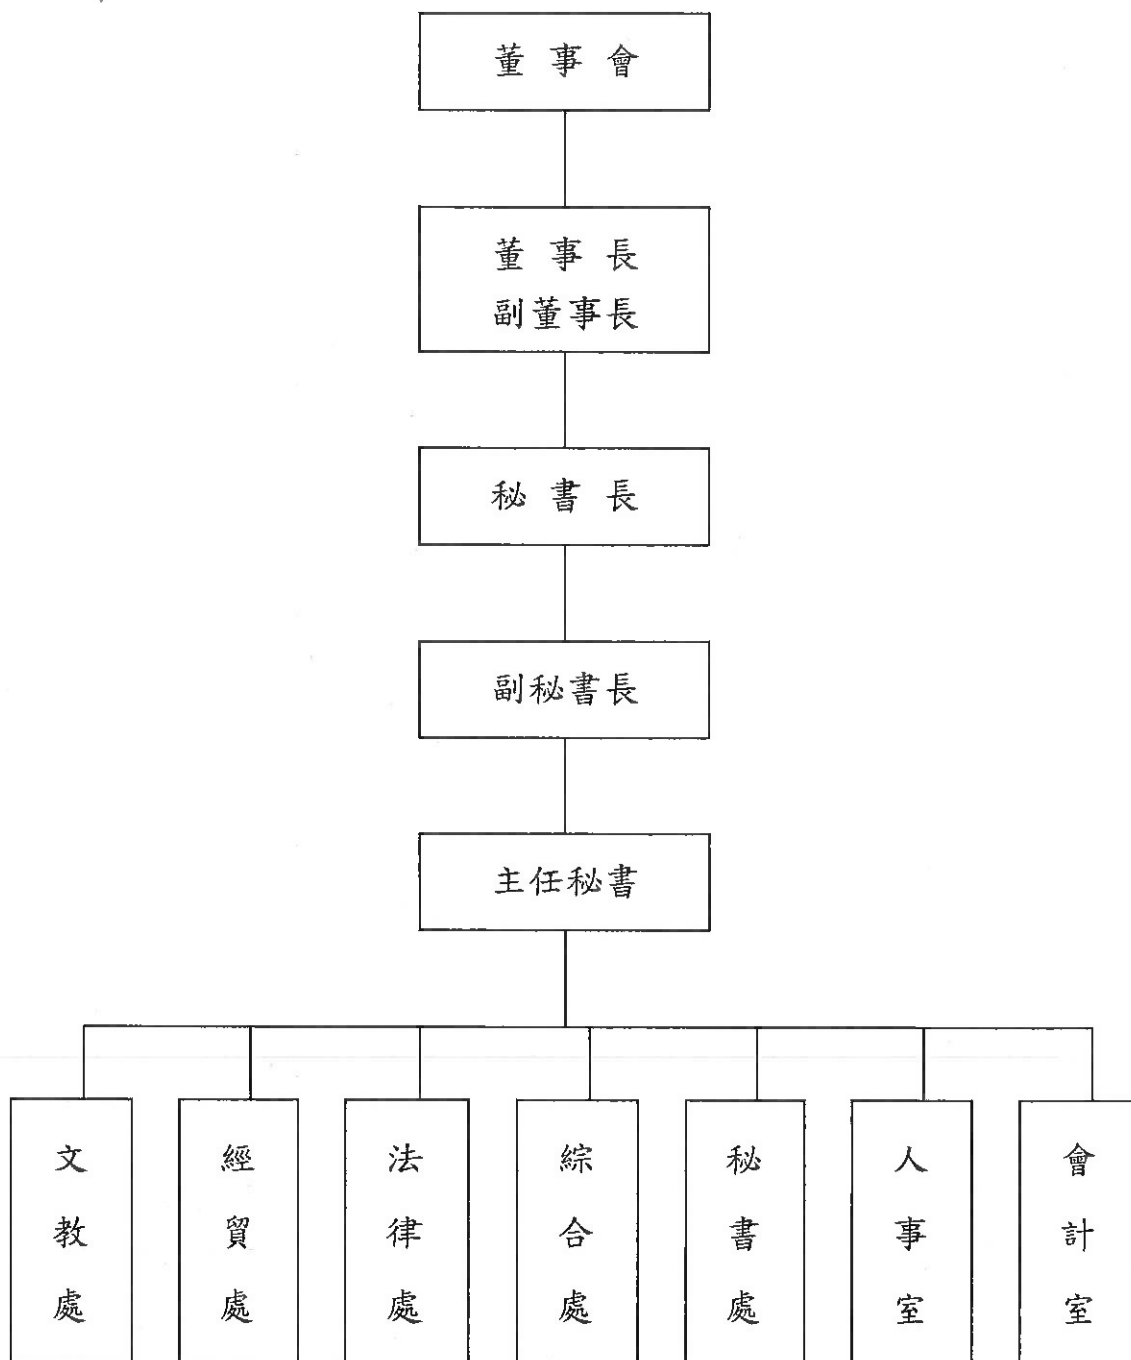 董事會
董事長
副董事長
秘書長
副秘書長
主任秘書
文教處
經貿處
法律處
綜合處
秘書處
人事室
會計室